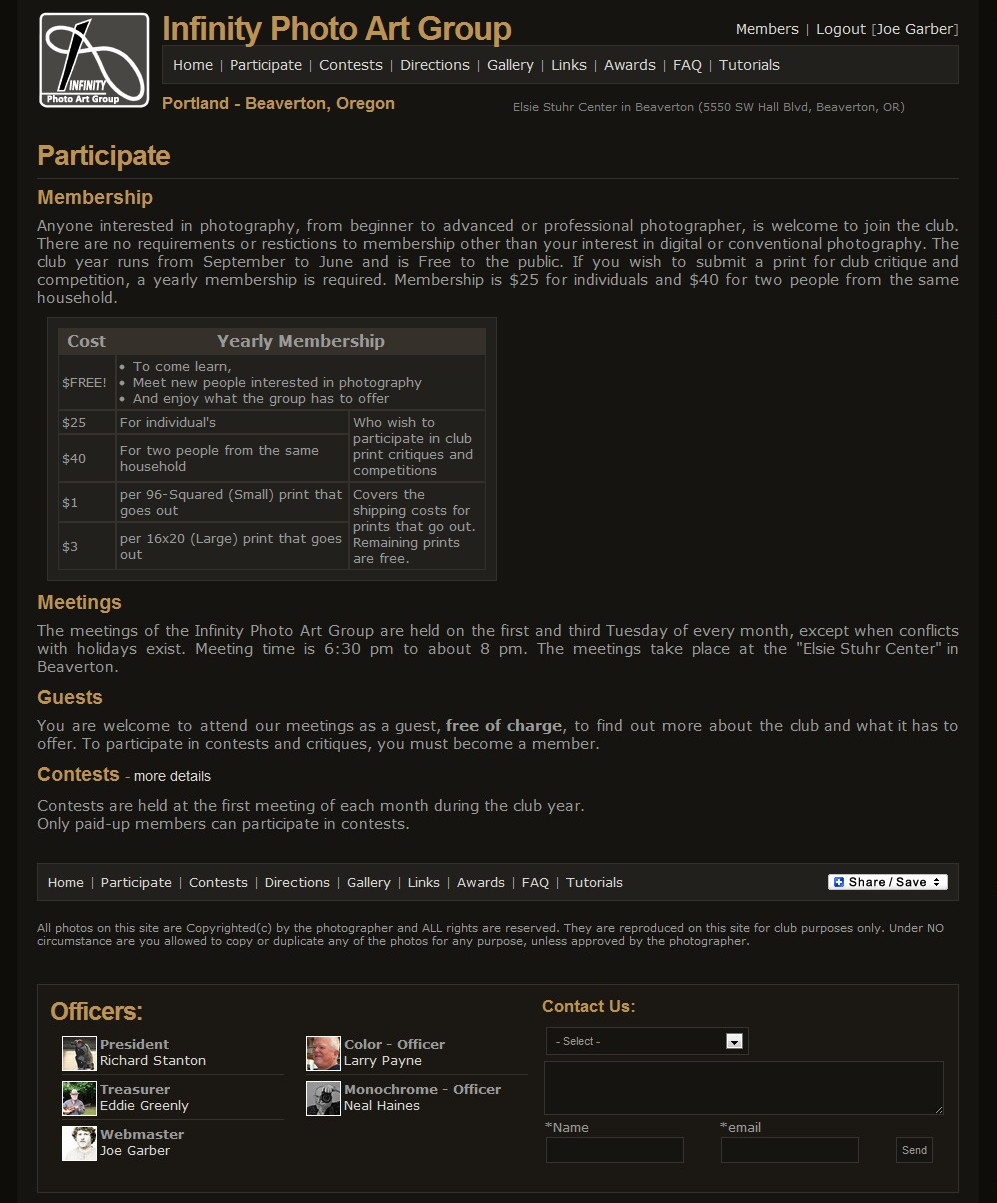 INFINITY
Photo Art Group
Infinity Photo Art Group
Members | Logout [Joe Garber]
Home | Participate | Contests | Directions | Gallery | Links | Awards | FAQ | Tutorials
Portland - Beaverton, Oregon
Elsie Stuhr Center in Beaverton (5550 SW Hall Blvd, Beaverton, OR)
Participate
Membership
Anyone interested in photography, from beginner to advanced or professional photographer, is welcome to join the club.
There are no requirements or restictions to membership other than your interest in digital or conventional photography. The
club year runs from September to June and is Free to the public. If you wish to submit a print for club critique and
competition, a yearly membership is required. Membership is $25 for individuals and $40 for two people from the same
household.
Cost
Yearly Membership
$FREE!
• To come learn,
• Meet new people interested in photography
• And enjoy what the group has to offer
$25
For individual's
Who wish to
participate in club
print critiques and
competitions
$40
For two people from the same
household
$1
per 96-Squared (Small) print that
goes out
Covers the
shipping costs for
prints that go out.
Remaining prints
are free.
$3
per 16x20 (Large) print that goes
out
Meetings
The meetings of the Infinity Photo Art Group are held on the first and third Tuesday of every month, except when conflicts
with holidays exist. Meeting time is 6:30 pm to about 8 pm. The meetings take place at the "Elsie Stuhr Center" in
Beaverton.
Guests
You are welcome to attend our meetings as a guest, free of charge, to find out more about the club and what it has to
offer. To participate in contests and critiques, you must become a member.
Contests - more details
Contests are held at the first meeting of each month during the club year.
Only paid-up members can participate in contests.
Home | Participate | Contests | Directions | Gallery | Links | Awards | FAQ | Tutorials
Share / Save
All photos on this site are Copyrighted(c) by the photographer and ALL rights are reserved. They are reproduced on this site for club purposes only. Under NO
circumstance are you allowed to copy or duplicate any of the photos for any purpose, unless approved by the photographer.
Officers:
President
Richard Stanton
Color - Officer
Larry Payne
Treasurer
Eddie Greenly
Monochrome - Officer
Neal Haines
Webmaster
Joe Garber
Contact Us:
- Select -
*Name
*email
Send